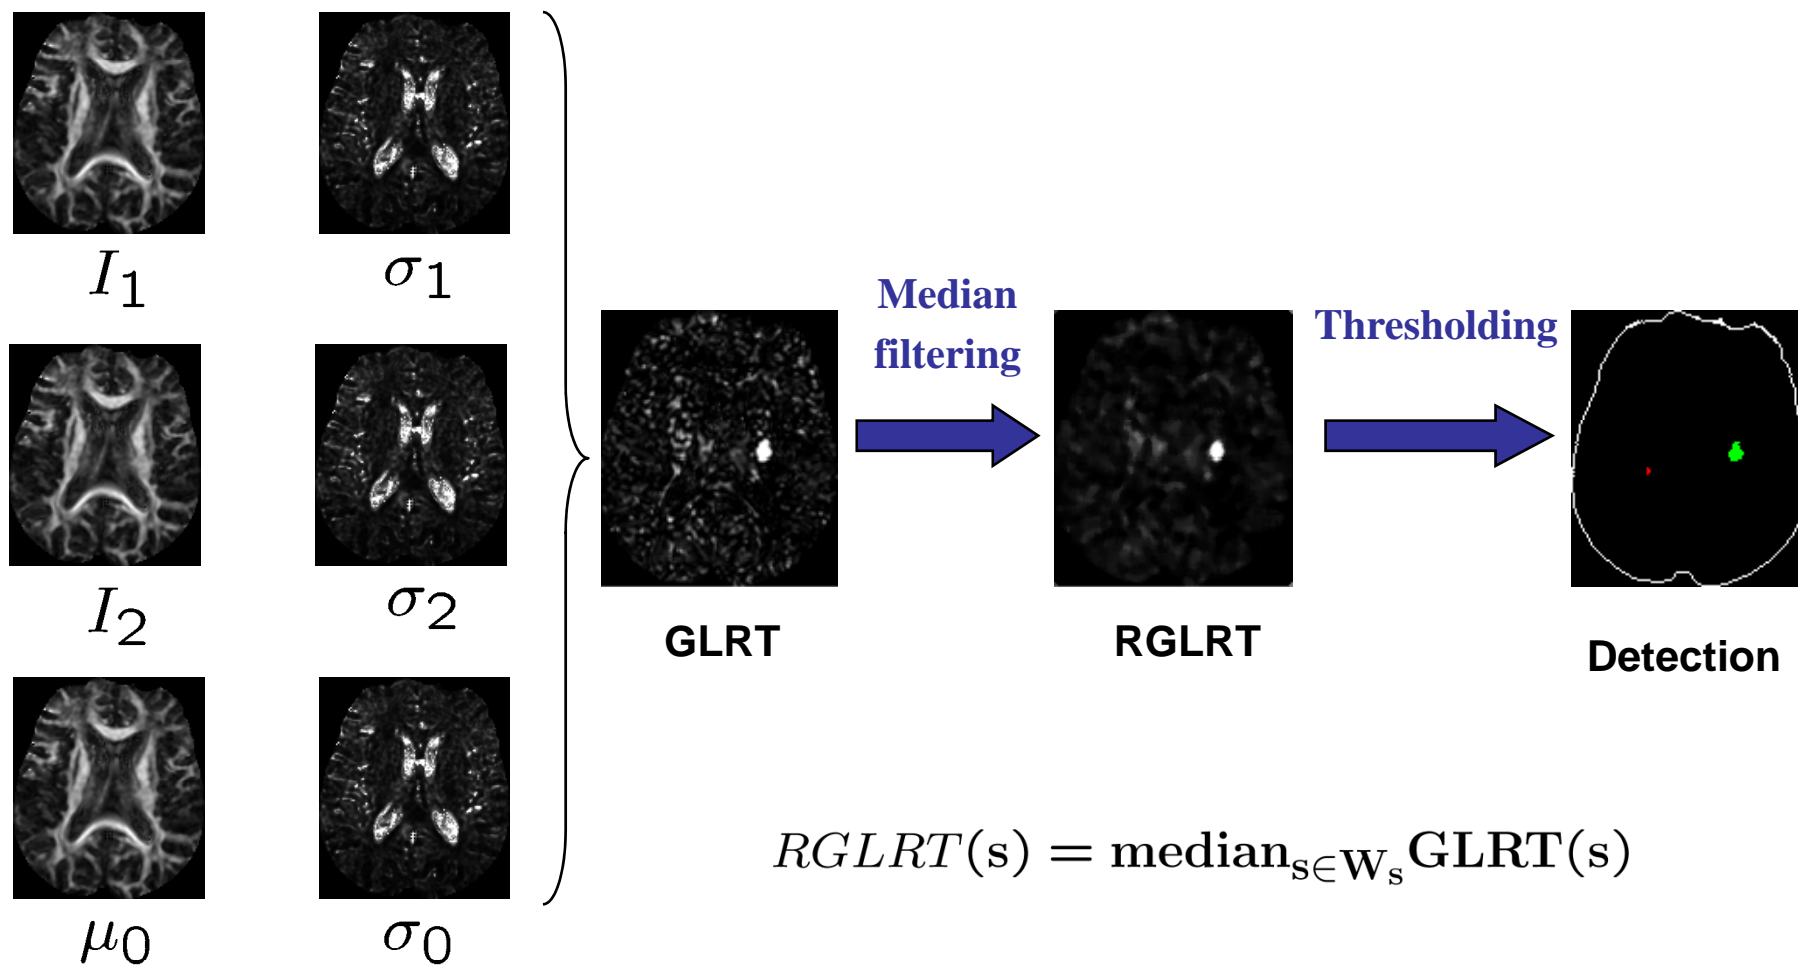 I₁
σ₁
I₂
σ₂
μ₀
σ₀
GLRT
Median
filtering
RGLRT
Thresholding
Detection
RGLRT(s) = median_{s∈W_s}GLRT(s)